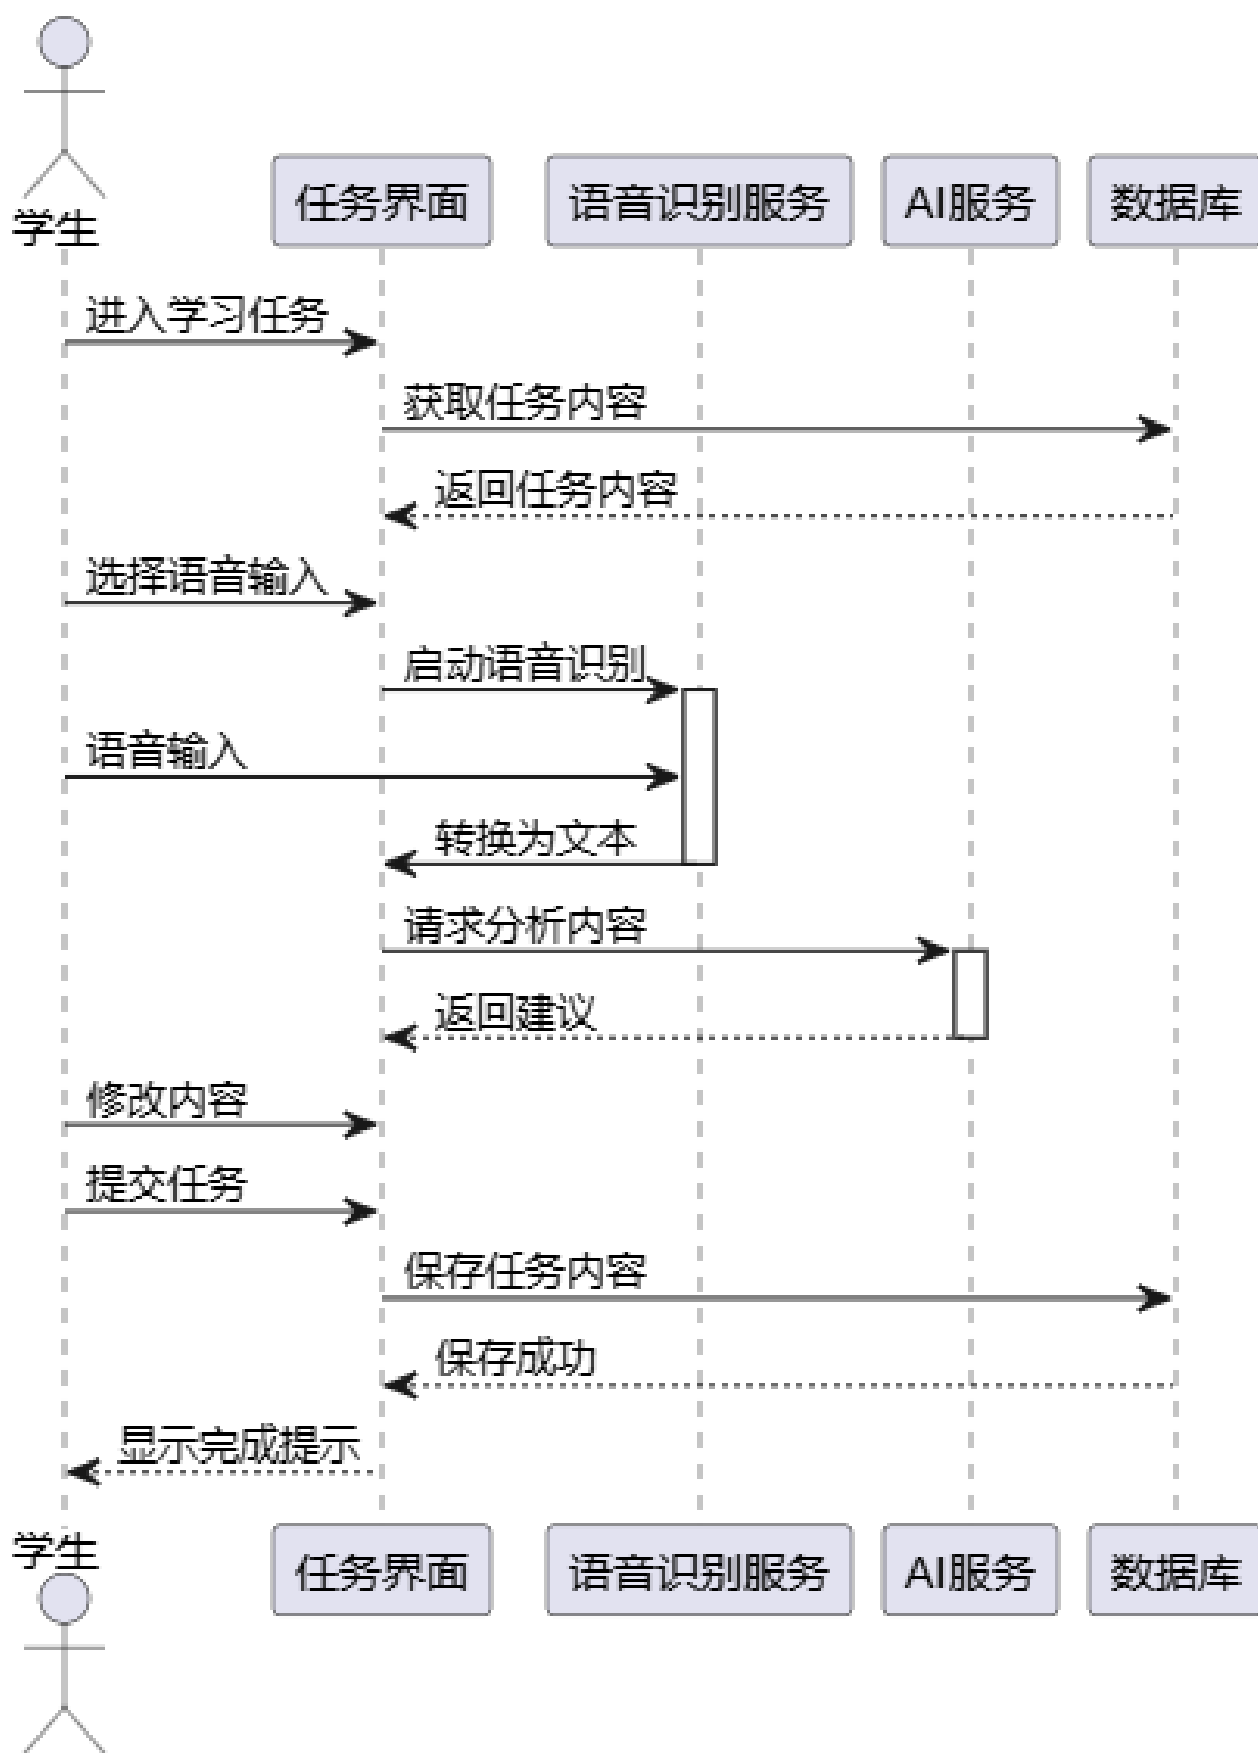 学生
任务界面
语音识别服务
AI服务
数据库
进入学习任务
获取任务内容
返回任务内容
选择语音输入
启动语音识别
语音输入
转换为文本
请求分析内容
返回建议
修改内容
提交任务
保存任务内容
保存成功
显示完成提示
学生
任务界面
语音识别服务
AI服务
数据库